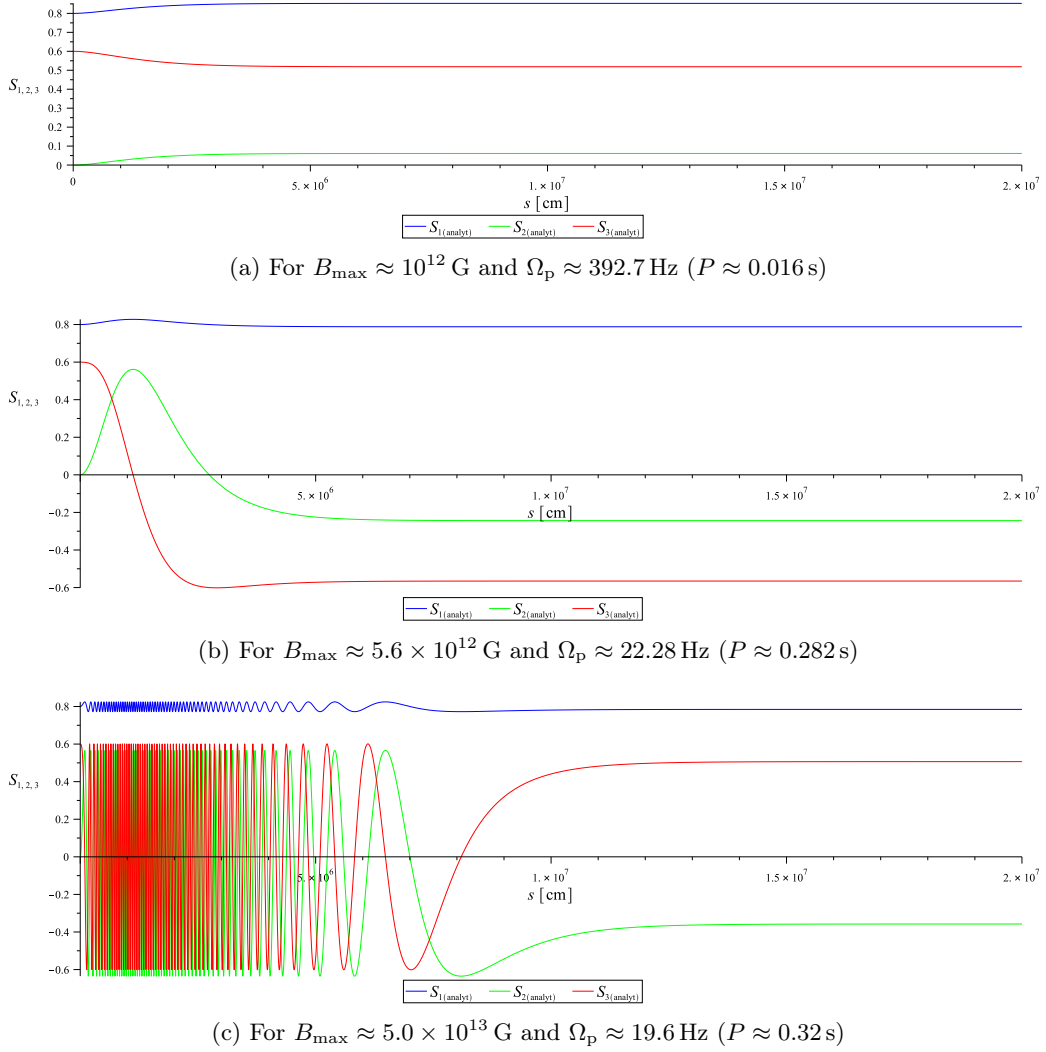 0.8
0.7
0.6
0.5
S1, 2, 3
0.4
0.3
0.2
0.1
0
0 5. × 10^6 1. × 10^7 1.5 × 10^7 2. × 10^7
s [cm]
S1(analyt) S2(analyt) S3(analyt)
(a) For Bmax ≈ 10^12 G and Ωp ≈ 392.7 Hz (P ≈ 0.016 s)
0.8
0.6
S1, 2, 3
0.4
0.2
0
5. × 10^6 1. × 10^7 1.5 × 10^7 2. × 10^7
−0.2
s [cm]
−0.4
−0.6
S1(analyt) S2(analyt) S3(analyt)
(b) For Bmax ≈ 5.6 × 10^12 G and Ωp ≈ 22.28 Hz (P ≈ 0.282 s)
0.8
0.6
S1, 2, 3
0.4
0.2
0
5. × 10^6 1. × 10^7 1.5 × 10^7 2. × 10^7
s [cm]
−0.2
−0.4
−0.6
S1(analyt) S2(analyt) S3(analyt)
(c) For Bmax ≈ 5.0 × 10^13 G and Ωp ≈ 19.6 Hz (P ≈ 0.32 s)